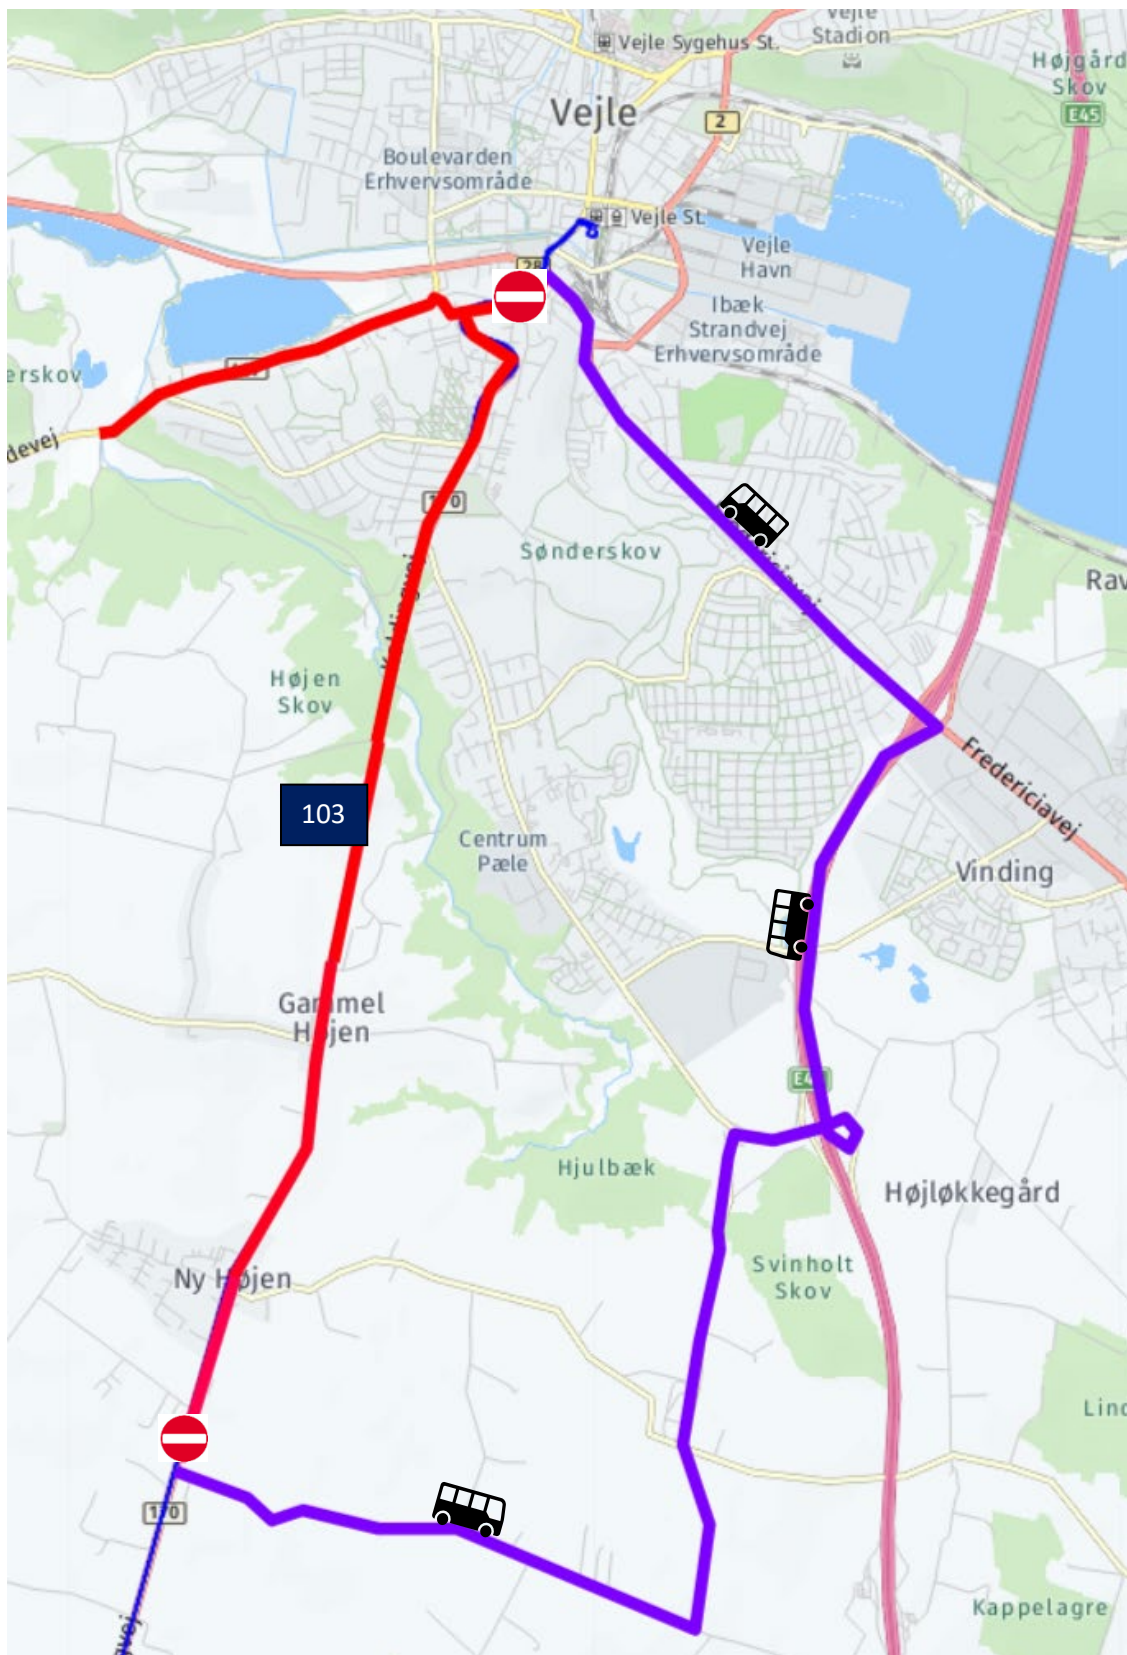 Vejle Sygehus St.
Vejle
Stadion
Højgård
Skov
E45
Vejle
2
Boulevarden
Erhvervsområde
Vejle St.
Vejle
Havn
28
Ibæk
Strandvej
Erhvervsområde
erskov
devej
170
Sønderskov
Rav
Højen
Skov
103
Fredericiavej
Centrum
Pæle
Vinding
Gammel
Højen
E45
Hjulbæk
Højløkkegård
Ny Højen
Svinholt
Skov
Lind
170
Kappelagre
gvej